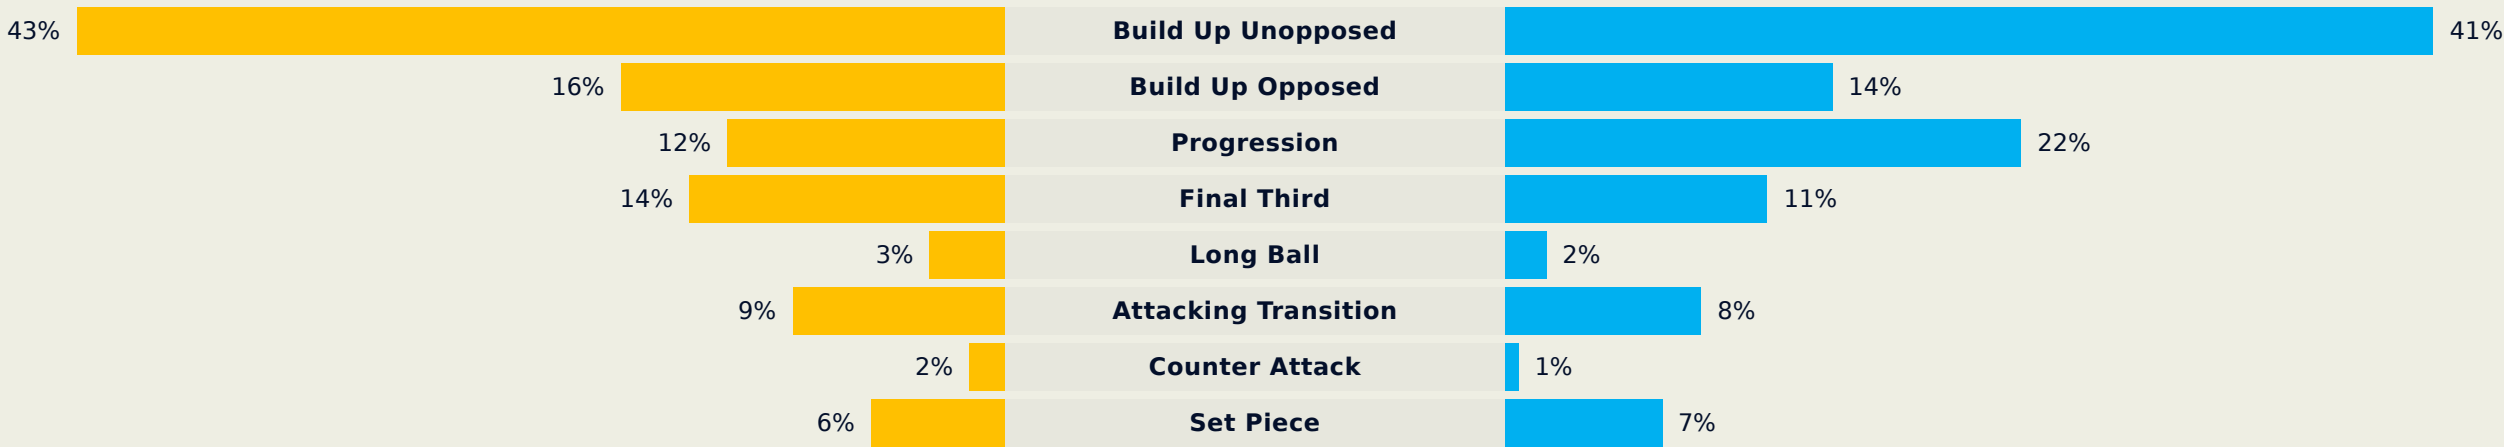 43% Build Up Unopposed 41%
16% Build Up Opposed 14%
12% Progression 22%
14% Final Third 11%
3% Long Ball 2%
9% Attacking Transition 8%
2% Counter Attack 1%
6% Set Piece 7%